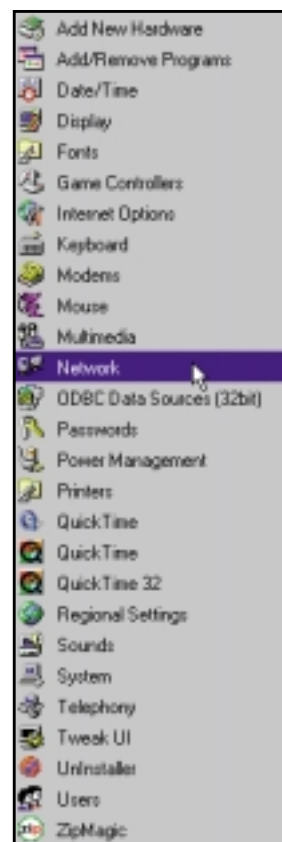 Add New Hardware
Add/Remove Programs
Date/Time
Display
Fonts
Game Controllers
Internet Options
Keyboard
Modems
Mouse
Multimedia
Network
ODBC Data Sources (32bit)
Passwords
Power Management
Printers
QuickTime
QuickTime
QuickTime 32
Regional Settings
Sounds
System
Telephony
Tweak UI
UnInstaller
Users
ZipMagic